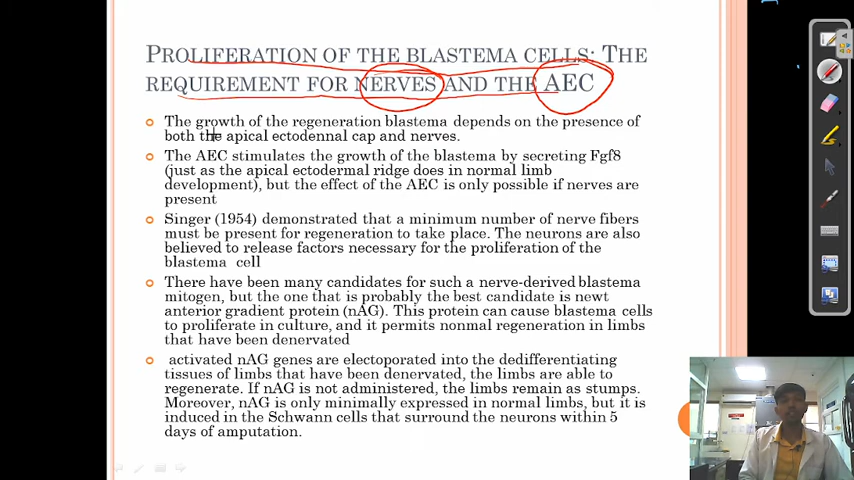 PROLIFERATION OF THE BLASTEMA CELLS: THE
REQUIREMENT FOR NERVES AND THE AEC
The growth of the regeneration blastema depends on the presence of
both the apical ectodennal cap and nerves.
The AEC stimulates the growth of the blastema by secreting Fgf8
(just as the apical ectodermal ridge does in normal limb
development), but the effect of the AEC is only possible if nerves are
present
Singer (1954) demonstrated that a minimum number of nerve fibers
must be present for regeneration to take place. The neurons are also
believed to release factors necessary for the proliferation of the
blastema cell
There have been many candidates for such a nerve-derived blastema
mitogen, but the one that is probably the best candidate is newt
anterior gradient protein (nAG). This protein can cause blastema cells
to proliferate in culture, and it permits nonmal regeneration in limbs
that have been denervated
activated nAG genes are electoporated into the dedifferentiating
tissues of limbs that have been denervated, the limbs are able to
regenerate. If nAG is not administered, the limbs remain as stumps.
Moreover, nAG is only minimally expressed in normal limbs, but it is
induced in the Schwann cells that surround the neurons within 5
days of amputation.